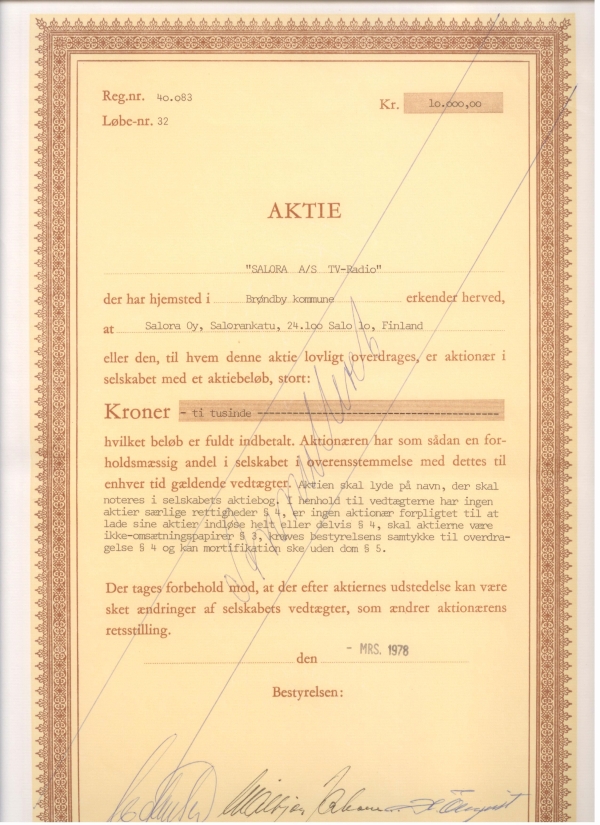 Reg.nr. 40.083
Kr. 10.000,00
Løbe-nr. 32
AKTIE
"SALORA A/S TV-Radio"
der har hjemsted i Brøndby kommune erkender herved,
at Salora Oy, Salorankatu, 24.loo Salo lo, Finland
eller den, til hvem denne aktie lovligt overdrages, er aktionær i
selskabet med et aktiebeløb, stort:
Kroner - ti tusinde -
hvilket beløb er fuldt indbetalt. Aktionæren har som sådan en for-
holdsmæssig andel i selskabet i overensstemmelse med dettes til
enhver tid gældende vedtægter. Aktien skal lyde på navn, der skal
noteres i selskabets aktiebog. I henhold til vedtægterne har ingen
aktier særlige rettigheder § 4, er ingen aktionær forpligtet til at
lade sine aktier indløse helt eller delvis § 4, skal aktierne være
ikke-omsætningspapirer § 3, kræves bestyrelsens samtykke til overdra-
gelse § 4 og kan mortifikation ske uden dom § 5.
Der tages forbehold mod, at der efter aktiernes udstedelse kan være
sket ændringer af selskabets vedtægter, som ændrer aktionærens
retsstilling.
den - MRS. 1978
Bestyrelsen: